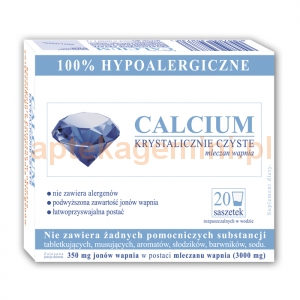 100% HYPOALERGICZNE
CALCIUM
KRYSTALICZNIE CZYSTE
mleczan wapnia
• nie zawiera alergenów
• podwyższona zawartość jonów wapnia
• łatwoprzyswajalna postać
20 saszetek
rozpuszczalnych w wodzie
Suplement diety
Nie zawiera żadnych pomocniczych substancji
tabletkujących, musujących, aromatów, słodzików, barwników, sodu.
350 mg jonów wapnia w postaci mleczanu wapnia (3000 mg)